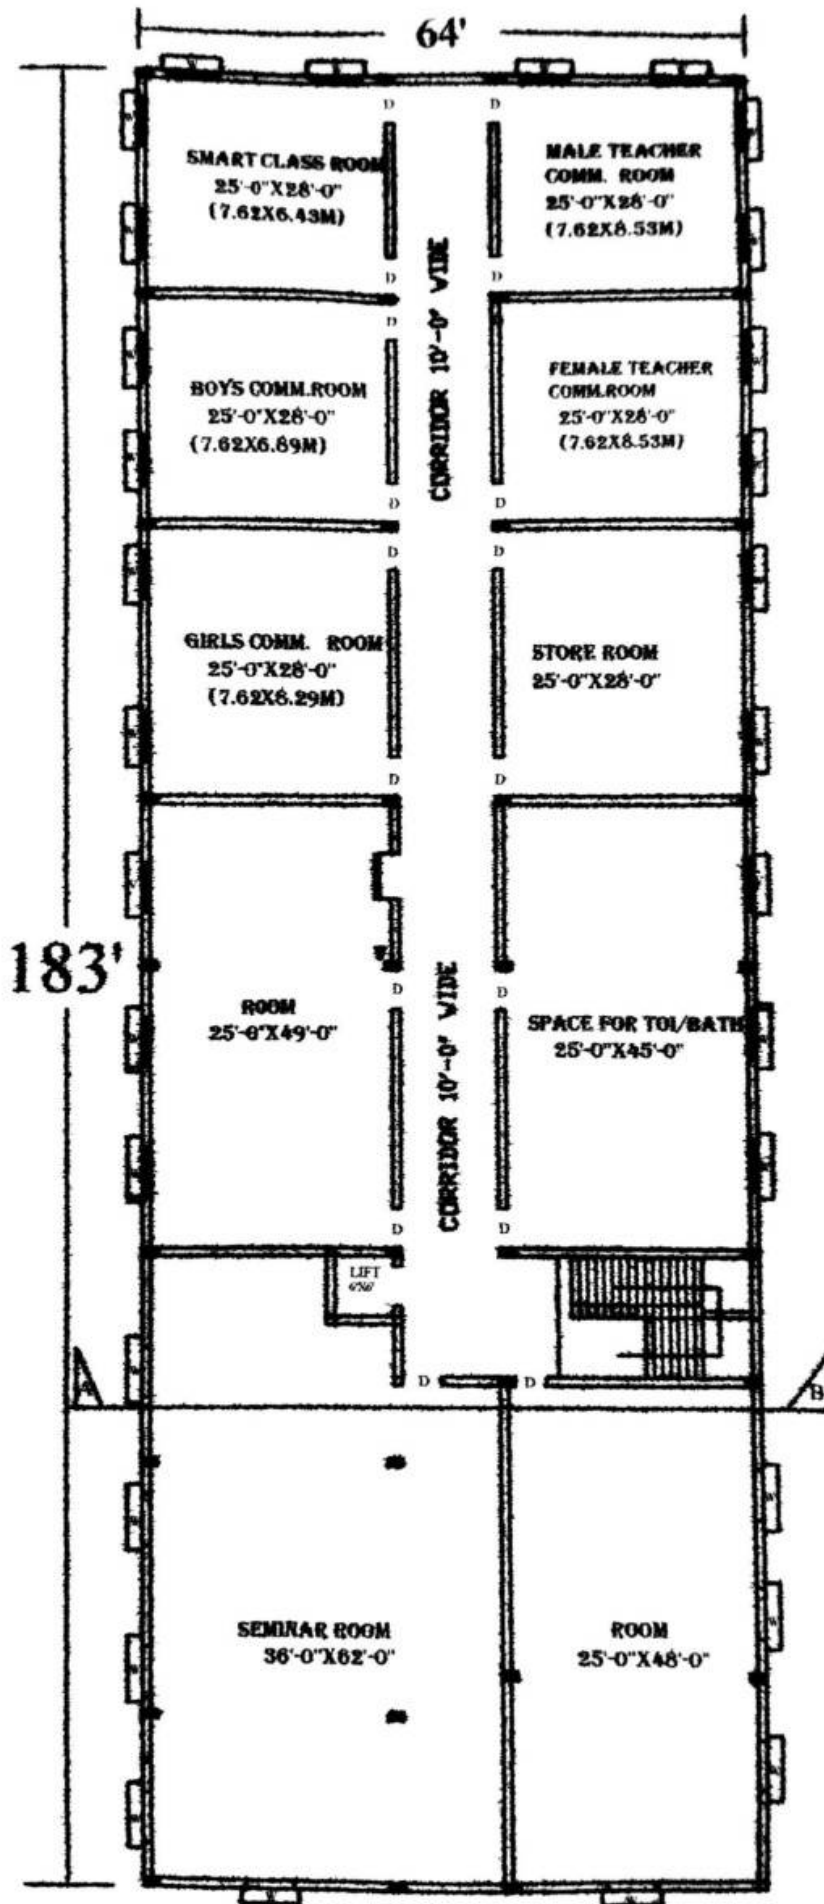 64'
183'
D
D
SMART CLASS ROOM
25'-0"X28'-0"
(7.62X6.43M)
MALE TEACHER
COMM. ROOM
25'-0"X28'-0"
(7.62X8.53M)
CORRIDOR 10'-0" WIDE
D
D
D
BOYS COMM.ROOM
25'-0"X28'-0"
(7.62X6.89M)
FEMALE TEACHER
COMM.ROOM
25'-0"X28'-0"
(7.62X8.53M)
D
D
D
D
GIRLS COMM. ROOM
25'-0"X28'-0"
(7.62X8.29M)
STORE ROOM
25'-0"X28'-0"
D
D
ROOM
25'-0"X49'-0"
D
D
CORRIDOR 10'-0" WIDE
SPACE FOR TOI/BATH
25'-0"X45'-0"
D
D
LIFT
6'X6'
D
D
A
B
SEMINAR ROOM
36'-0"X62'-0"
ROOM
25'-0"X48'-0"